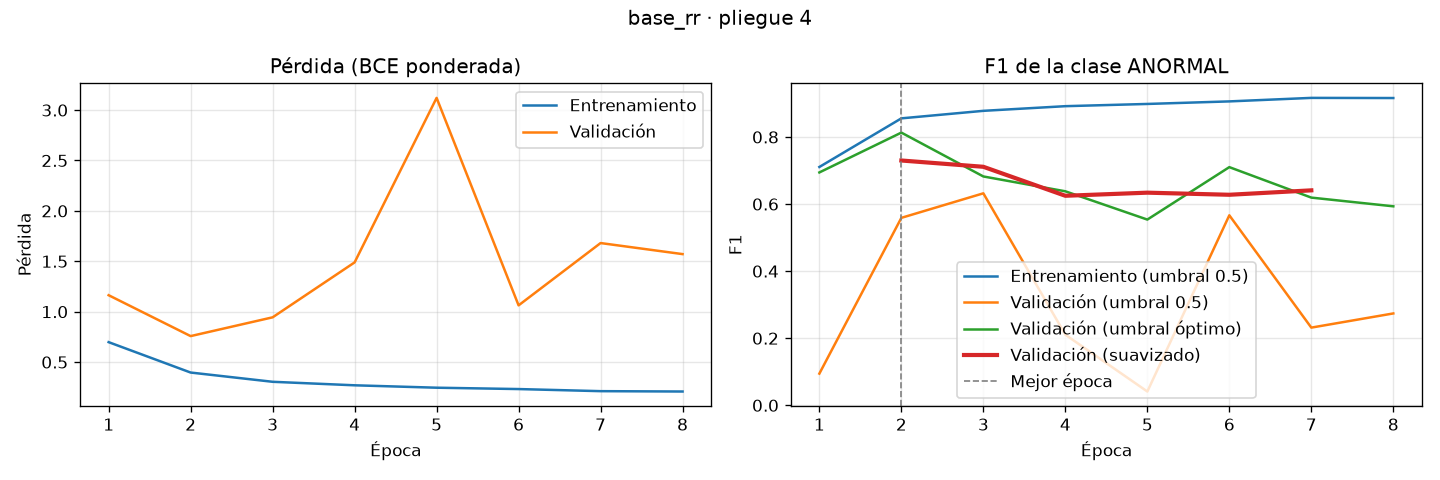 base_rr · pliegue 4
Pérdida (BCE ponderada)
Pérdida
3.0
2.5
2.0
1.5
1.0
0.5
Entrenamiento
Validación
1 2 3 4 5 6 7 8
Época
F1 de la clase ANORMAL
F1
0.8
0.6
0.4
0.2
0.0
Entrenamiento (umbral 0.5)
Validación (umbral 0.5)
Validación (umbral óptimo)
Validación (suavizado)
Mejor época
1 2 3 4 5 6 7 8
Época